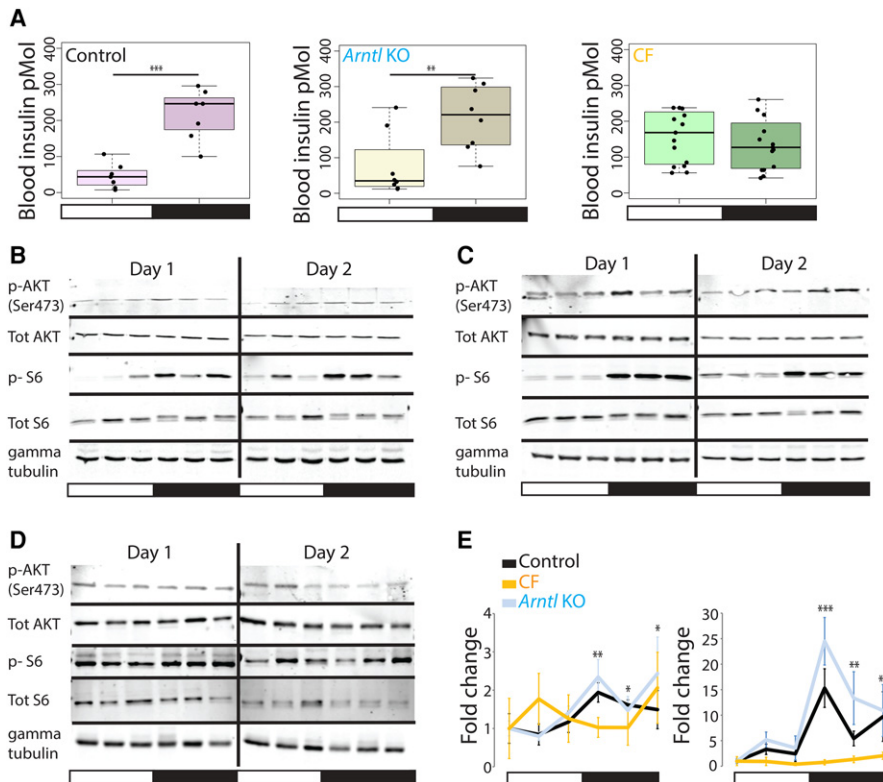 A
Control
***
Blood insulin pMol
0 100 200 300 400
Arntl KO
**
Blood insulin pMol
0 100 200 300 400
CF
Blood insulin pMol
0 100 200 300 400
B
Day 1
Day 2
p-AKT
(Ser473)
Tot AKT
p- S6
Tot S6
gamma
tubulin
C
Day 1
Day 2
p-AKT
(Ser473)
Tot AKT
p- S6
Tot S6
gamma
tubulin
D
Day 1
Day 2
p-AKT
(Ser473)
Tot AKT
p- S6
Tot S6
gamma
tubulin
E
Control
CF
Arntl KO
Fold change
4
3
2
1
0
**
*
*
Fold change
30
25
20
15
10
5
0
***
**
*